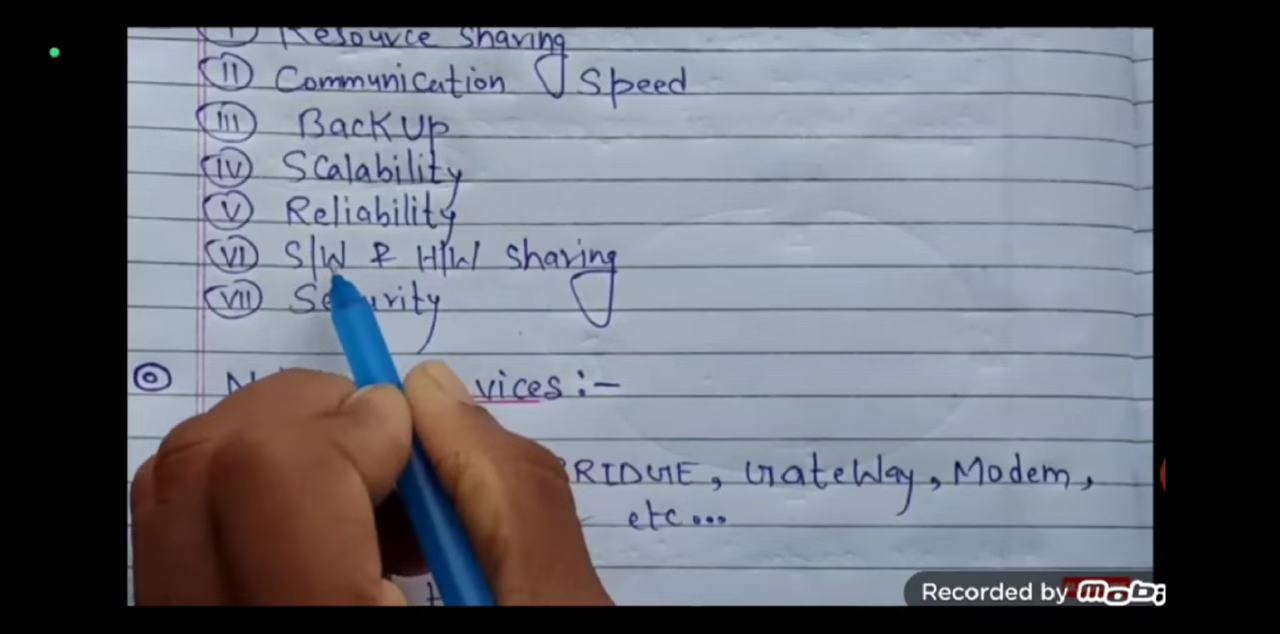 I Resource Sharing
II Communication Speed
III BackUp
IV Scalability
V Reliability
VI S/W & H/W Sharing
VII Security
vices :-
BRIDGE, GateWay, Modem,
etc...
Recorded by mobi